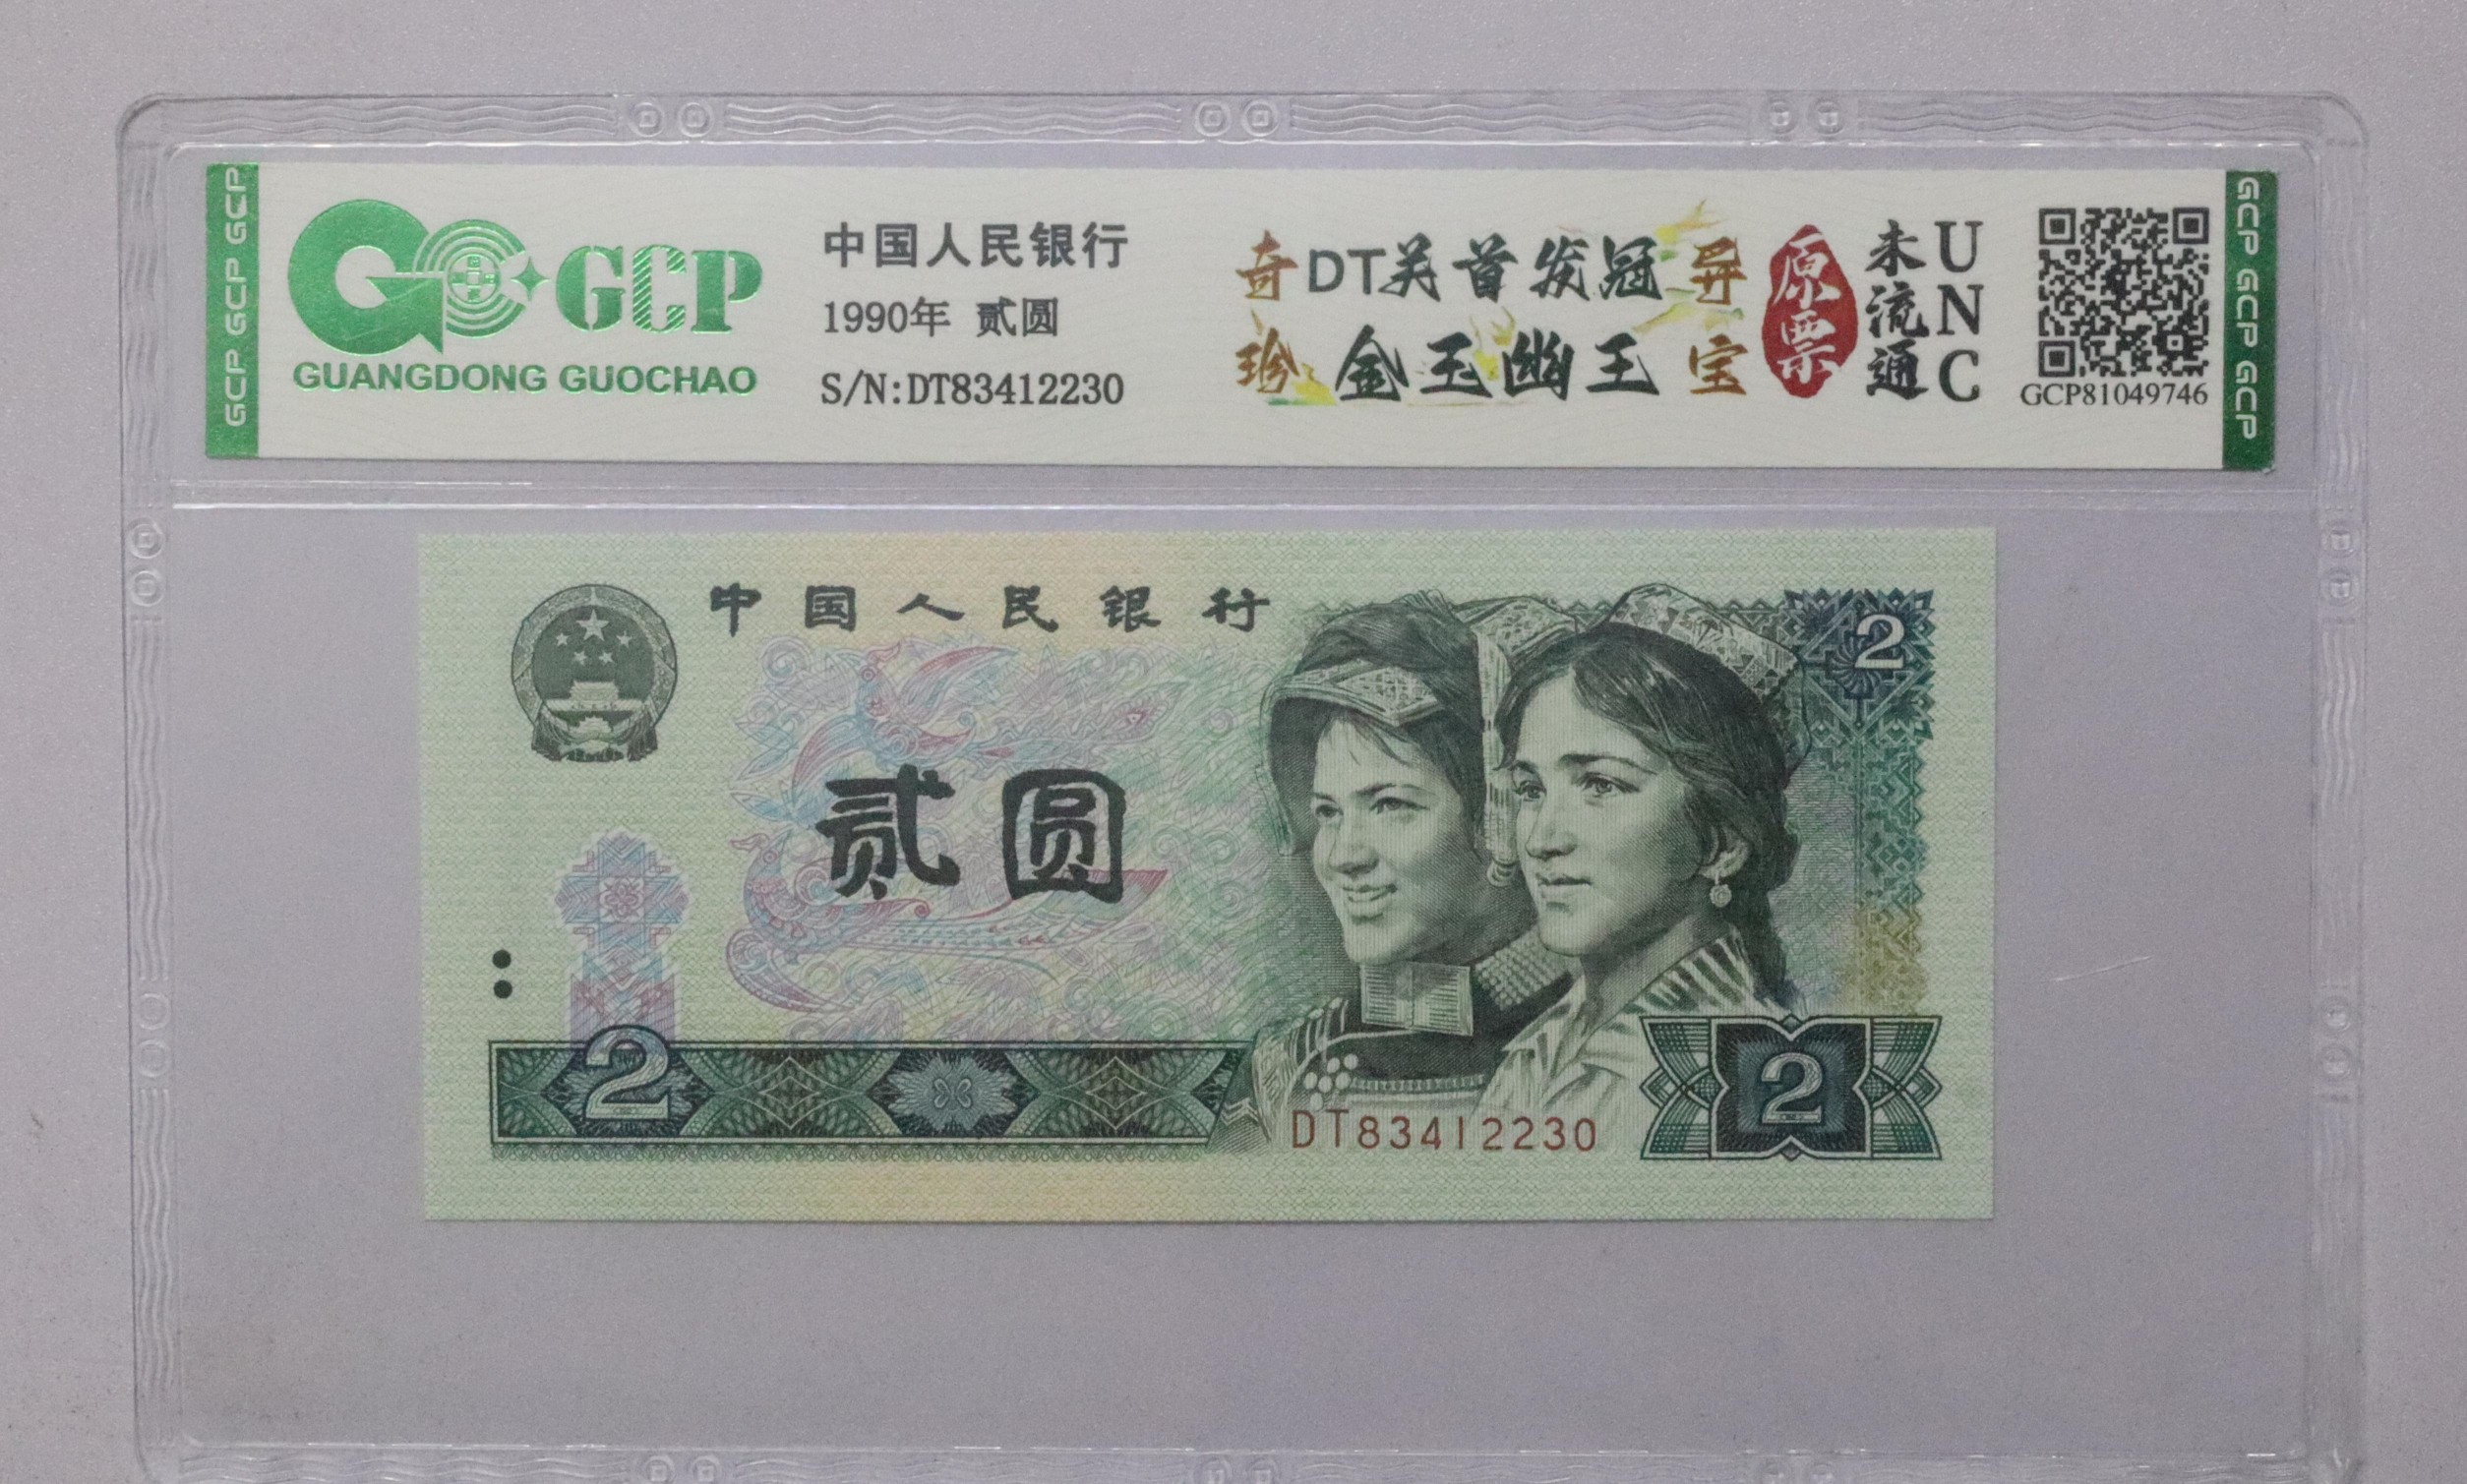 GCP GCP GCP
GCP
GUANGDONG GUOCHAO
中国人民银行
1990年 贰圆
S/N:DT83412230
奇 DT关首发冠 异
珍 金玉幽王 宝
原票
未流通
UNC
GCP81049746
GCP GCP GCP
中国人民银行
2
贰圆
2
DT83412230
2